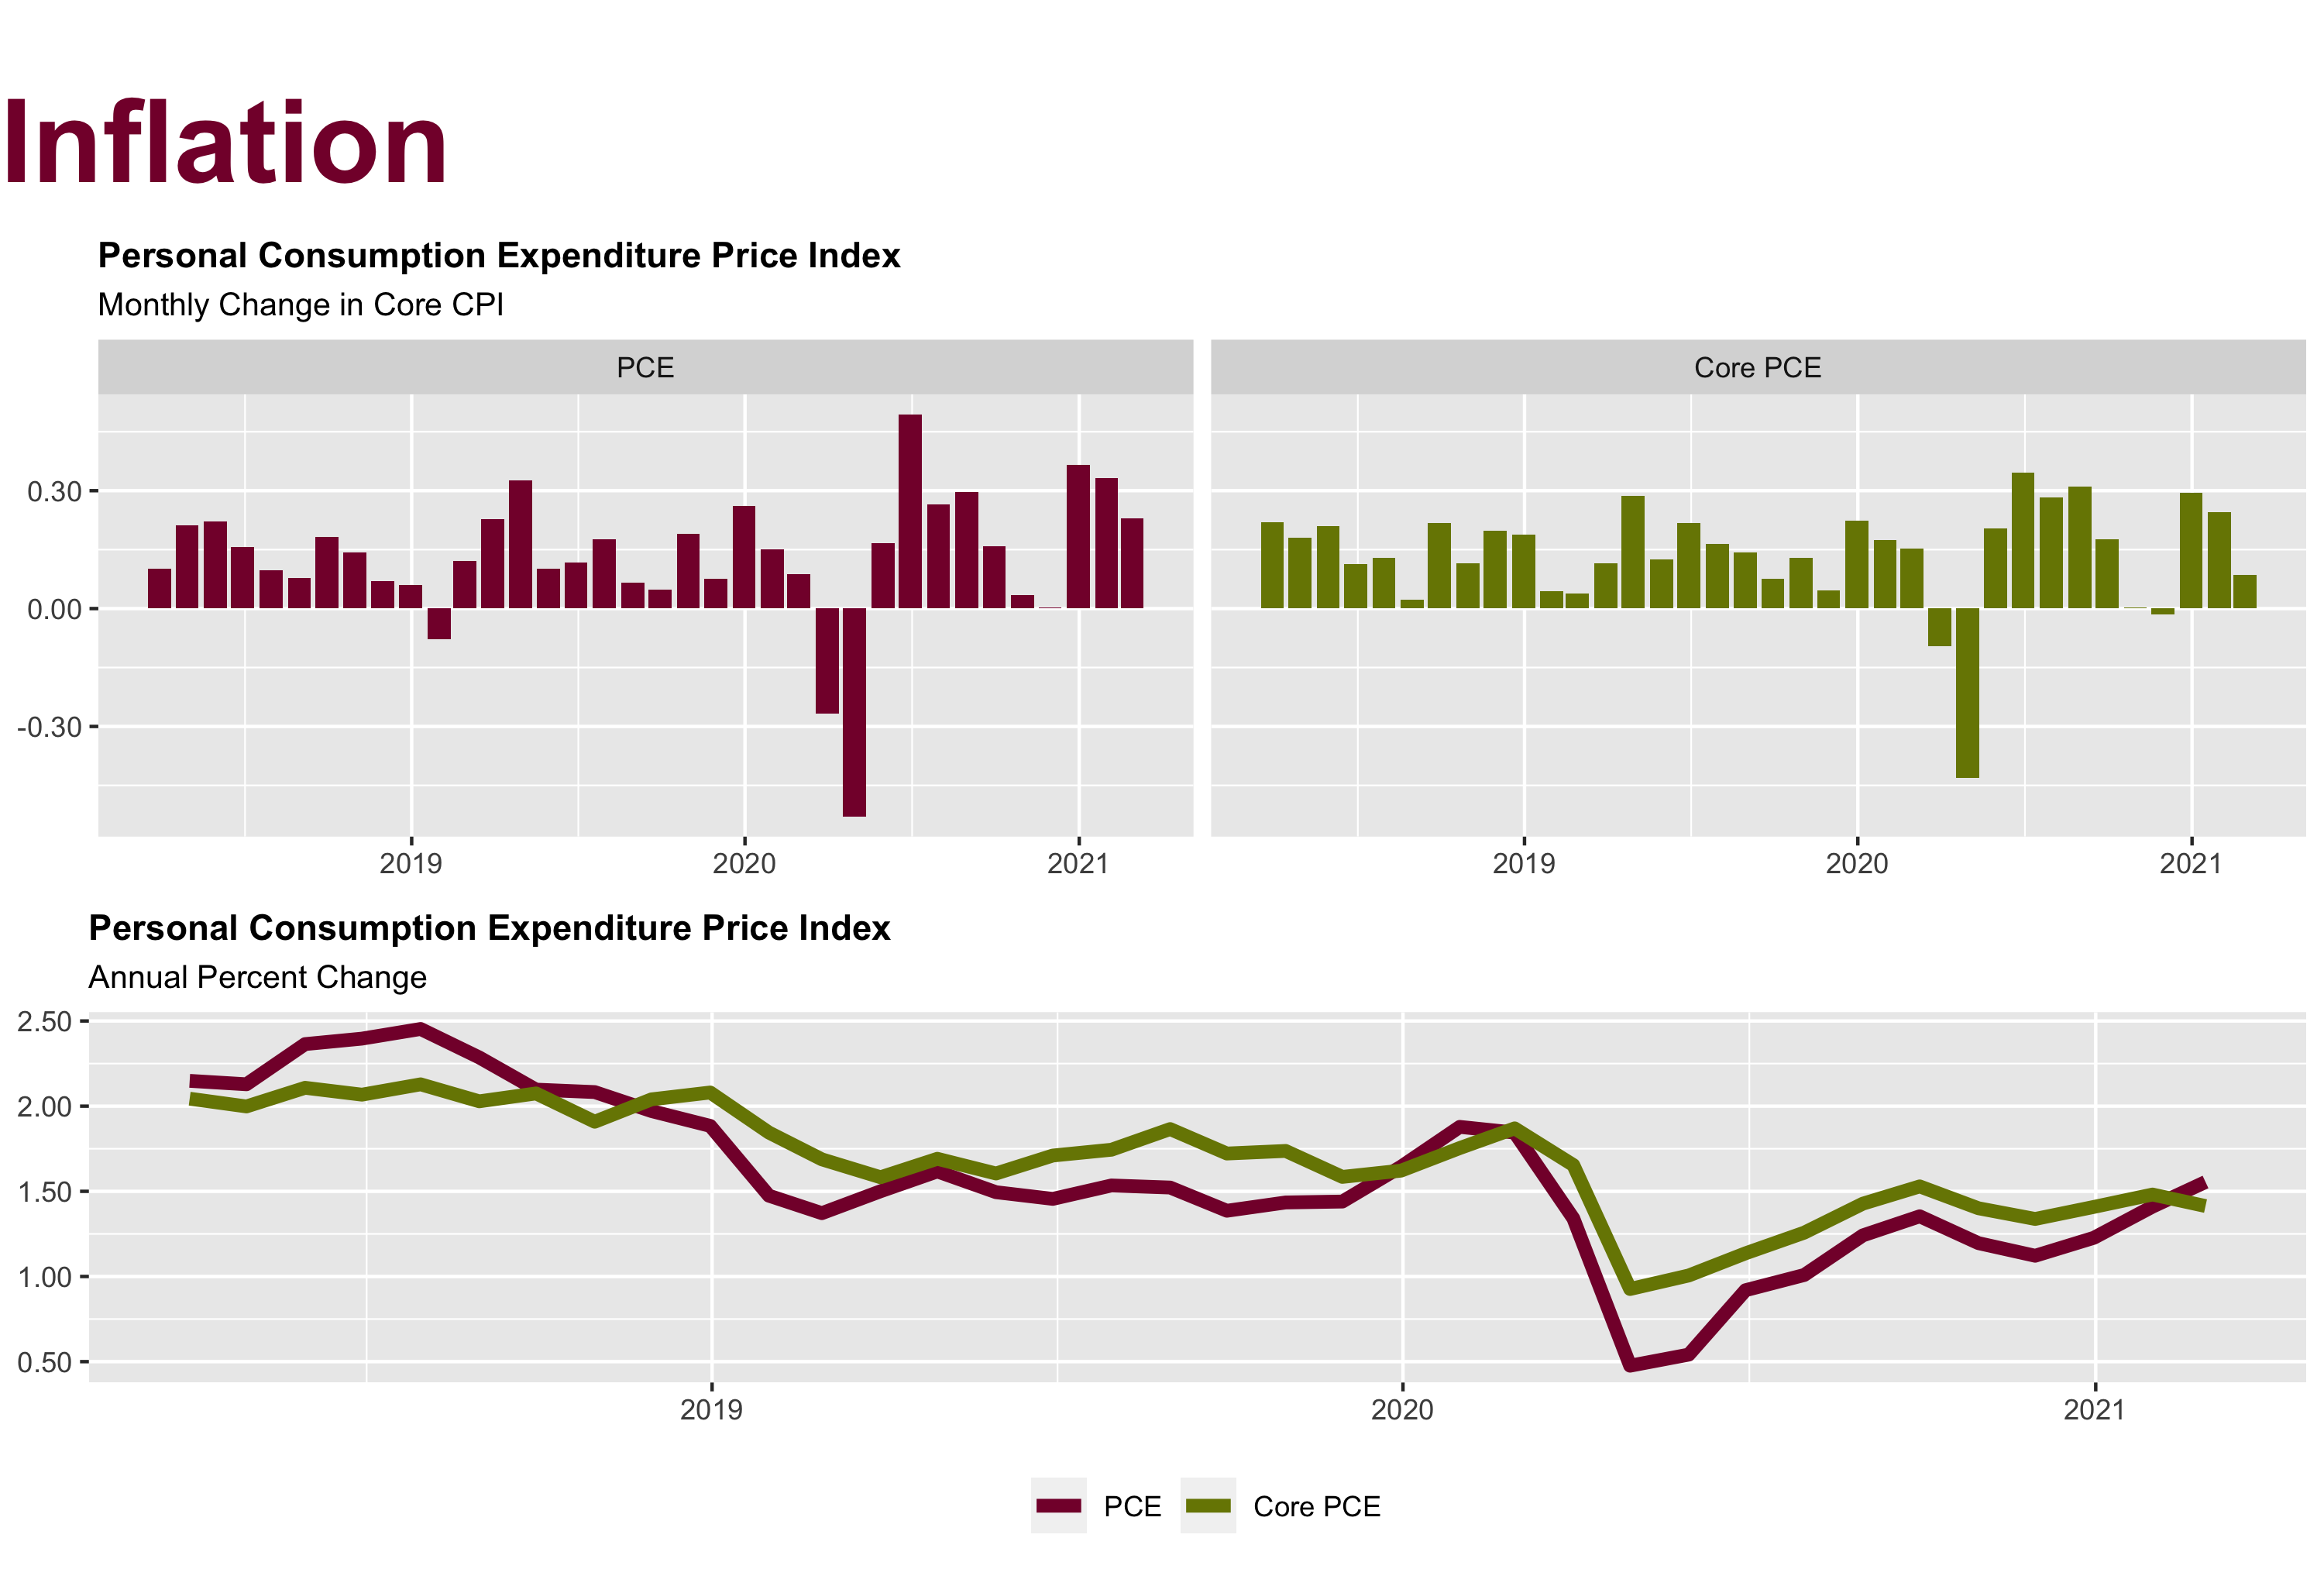 Inflation
Personal Consumption Expenditure Price Index
Monthly Change in Core CPI
PCE
Core PCE
0.30
0.00
-0.30
2019
2020
2021
2019
2020
2021
Personal Consumption Expenditure Price Index
Annual Percent Change
2.50
2.00
1.50
1.00
0.50
2019
2020
2021
PCE
Core PCE